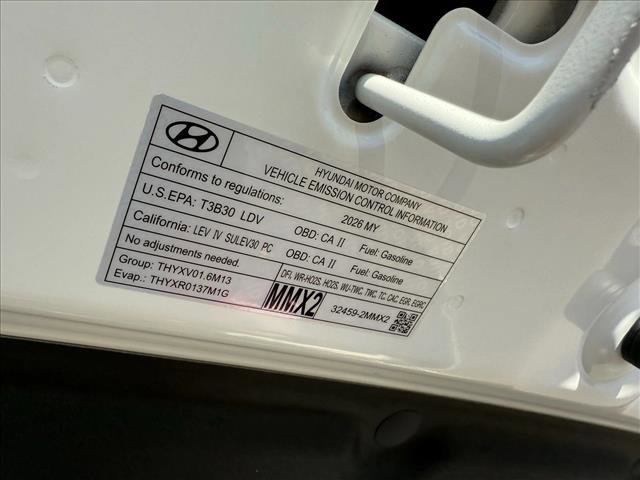 HYUNDAI MOTOR COMPANY
VEHICLE EMISSION CONTROL INFORMATION
Conforms to regulations: 2026 MY
U.S.EPA: T3B30 LDV OBD: CA II Fuel: Gasoline
California: LEV IV SULEV30 PC OBD: CA II Fuel: Gasoline
No adjustments needed.
DFI, WR-HO2S, HO2S, WU-TWC, TWC, TC, CAC, EGR, EGRC
Group: THYXV01.6M13
Evap.: THYXR0137M1G
MMX2
32459-2MMX2